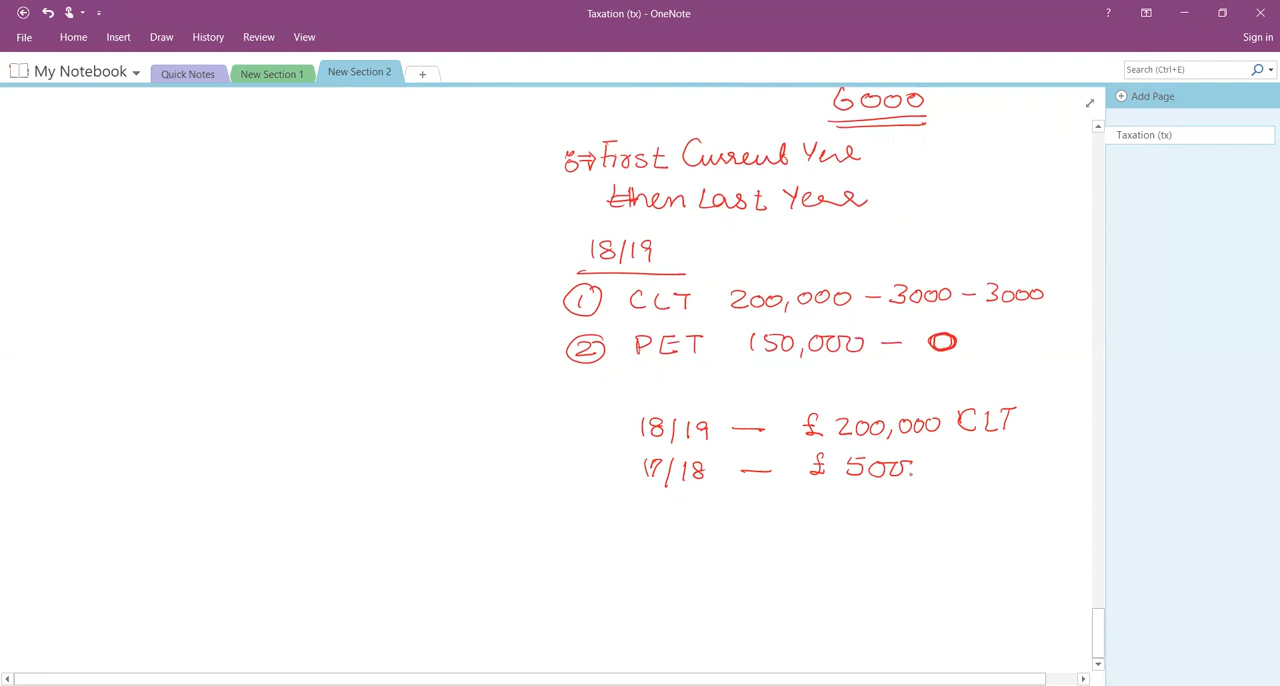 Taxation (tx) - OneNote
?
File Home Insert Draw History Review View
Sign in
My Notebook Quick Notes New Section 1 New Section 2 +
Search (Ctrl+E)
Add Page
Taxation (tx)
6000
First Current
then Last
18/19
① CLT 200,000 - 3000 - 3000
② PET 150,000 - 0
18/19 — £ 200,000 CLT
17/18 — £ 500